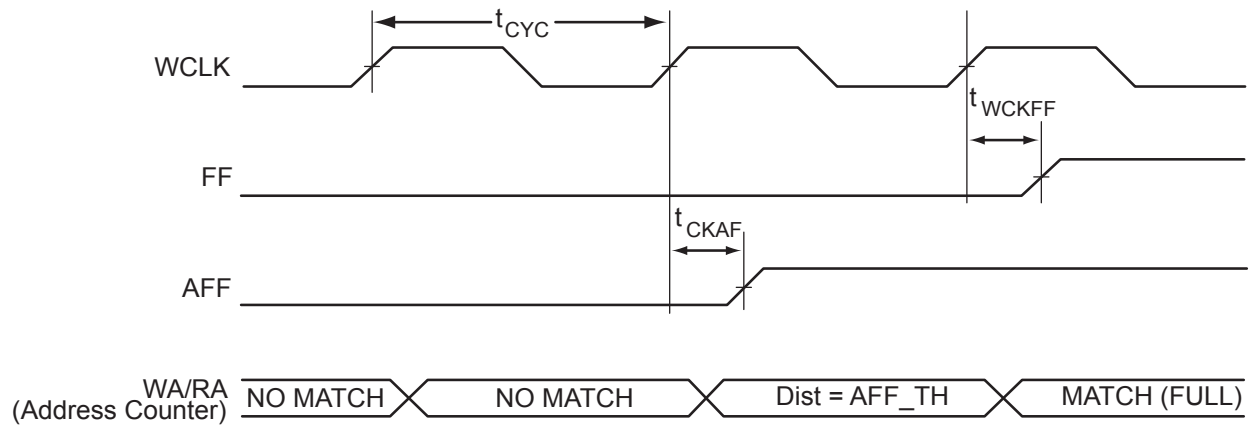 tCYC
WCLK
tWCKFF
FF
tCKAF
AFF
WA/RA
(Address Counter)
NO MATCH
NO MATCH
Dist = AFF_TH
MATCH (FULL)